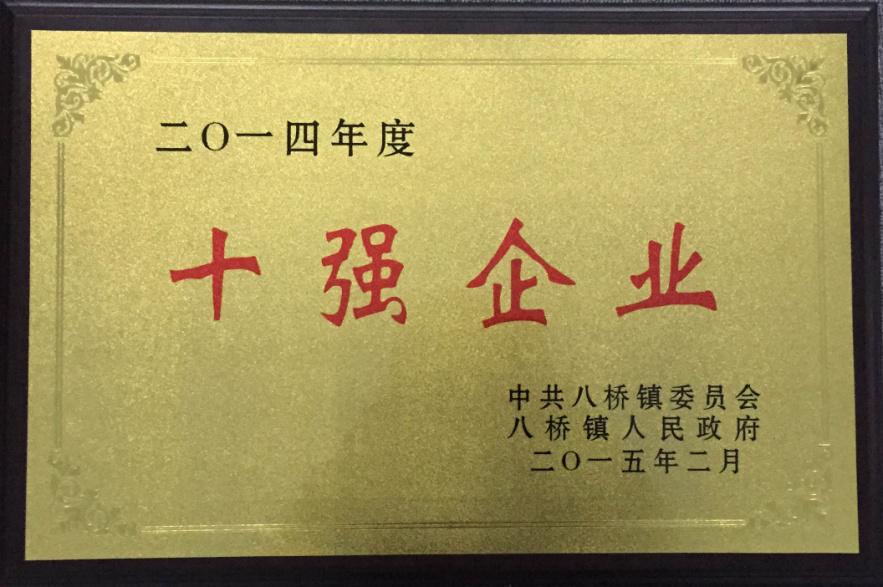 二〇一四年度
十强企业
中共八桥镇委员会
八桥镇人民政府
二〇一五年二月